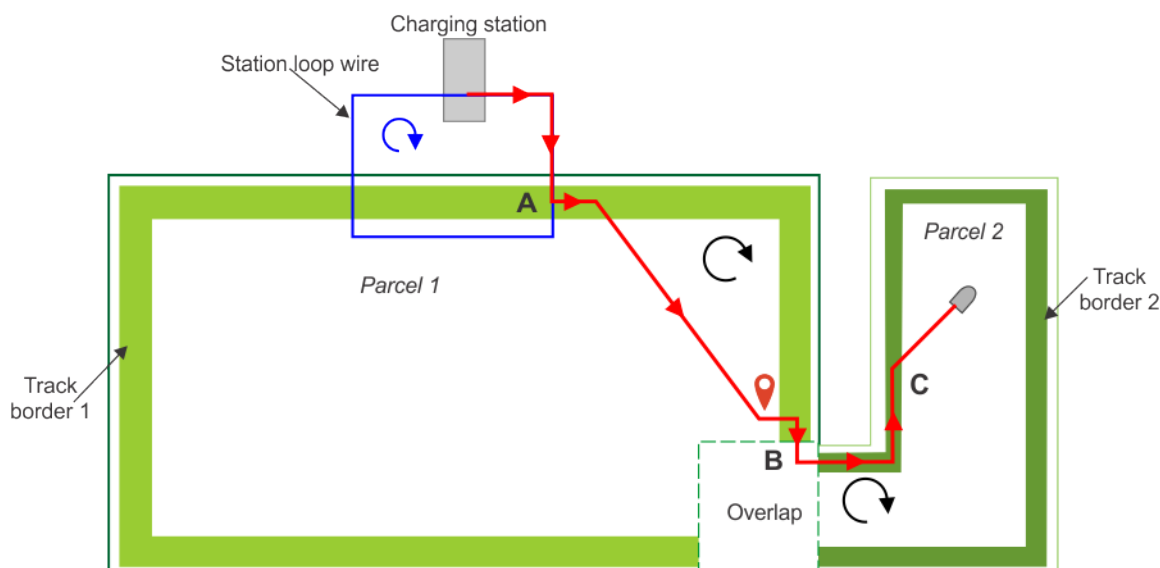 Charging station
Station loop wire
A
Parcel 1
Parcel 2
Track
border 2
Track
border 1
C
B
Overlap